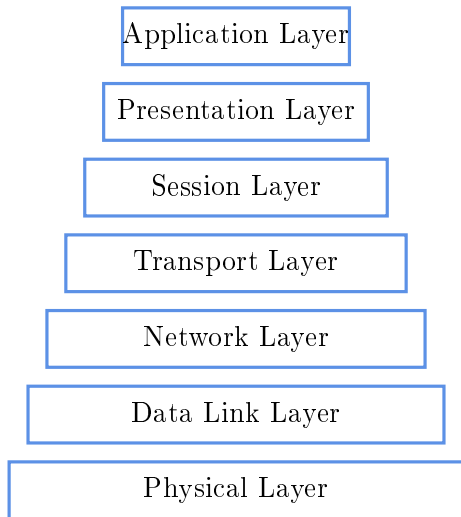 Application Layer
Presentation Layer
Session Layer
Transport Layer
Network Layer
Data Link Layer
Physical Layer